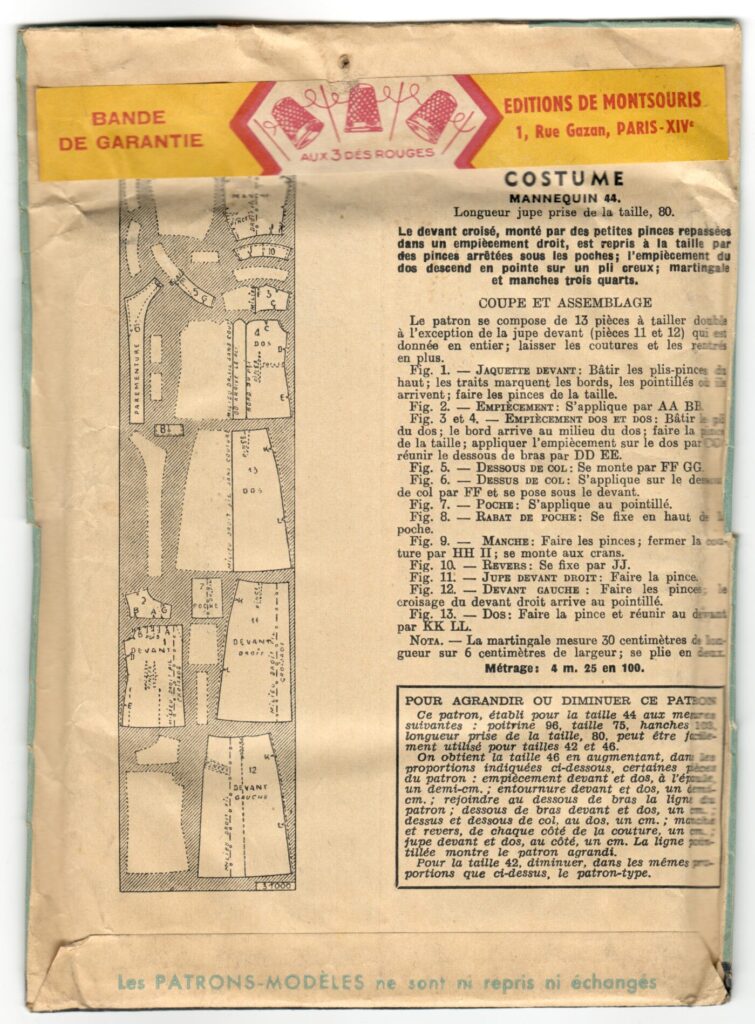 BANDE
DE GARANTIE
AUX 3 DÉS ROUGES
EDITIONS DE MONTSOURIS
1, Rue Gazan, PARIS-XIVe
COSTUME
MANNEQUIN 44.
Longueur jupe prise de la taille, 80.
Le devant croisé, monté par des petites pinces repassées
dans un empiècement droit, est repris à la taille par
des pinces arrêtées sous les poches; l'empiècement du
dos descend en pointe sur un pli creux; martingale
et manches trois quarts.
COUPE ET ASSEMBLAGE
Le patron se compose de 13 pièces à tailler double
à l'exception de la jupe devant (pièces 11 et 12) qui est
donnée en entier; laisser les coutures et les rentrés
en plus.
Fig. 1. — JAQUETTE DEVANT: Bâtir les plis-pinces du
haut; les traits marquent les bords, les pointillés où ils
arrivent; faire les pinces de la taille.
Fig. 2. — EMPIÈCEMENT: S'applique par AA BB.
Fig. 3 et 4. — EMPIÈCEMENT DOS ET DOS: Bâtir le pli
du dos; le bord arrive au milieu du dos; faire la pince
de la taille; appliquer l'empiècement sur le dos par CC
réunir le dessous de bras par DD EE.
Fig. 5. — DESSOUS DE COL: Se monte par FF GG.
Fig. 6. — DESSUS DE COL: S'applique sur le dessous
de col par FF et se pose sous le devant.
Fig. 7. — POCHE: S'applique au pointillé.
Fig. 8. — RABAT DE POCHE: Se fixe en haut de la
poche.
Fig. 9. — MANCHE: Faire les pinces; fermer la cou-
ture par HH II; se monte aux crans.
Fig. 10. — REVERS: Se fixe par JJ.
Fig. 11. — JUPE DEVANT DROIT: Faire la pince.
Fig. 12. — DEVANT GAUCHE: Faire les pinces; le
croisage du devant droit arrive au pointillé.
Fig. 13. — DOS: Faire la pince et réunir au devant
par KK LL.
NOTA. — La martingale mesure 30 centimètres de lon-
gueur sur 6 centimètres de largeur; se plie en deux.
Métrage: 4 m. 25 en 100.
POUR AGRANDIR OU DIMINUER CE PATRON
Ce patron, établi pour la taille 44 aux mesures
suivantes: poitrine 96, taille 75, hanches
longueur prise de la taille, 80, peut être facile-
ment utilisé pour tailles 42 et 46.
On obtient la taille 46 en augmentant, dans les
proportions indiquées ci-dessous, certaines pièces
du patron: empiècement devant et dos, à l'épaule,
un demi-cm.; entournure devant et dos, un demi-
cm.; rejoindre au dessous de bras la ligne du
patron; dessous de bras devant et dos, un cm.;
dessus et dessous de col, au dos, un cm.; manche
et revers, de chaque côté de la couture, un cm.;
jupe devant et dos, au côté, un cm. La ligne poin-
tillée montre le patron agrandi.
Pour la taille 42, diminuer, dans les mêmes pro-
portions que ci-dessus, le patron-type.
10
5
G
3
4
DOS
PAREMENTURE
13
DOS
MILIEU DROIT FIL SANS COUTURE
2
7
POCHE
1
DEVANT
11
DEVANT
DROIT
12
DEVANT
GAUCHE
31000
Les PATRONS-MODÈLES ne sont ni repris ni échangés